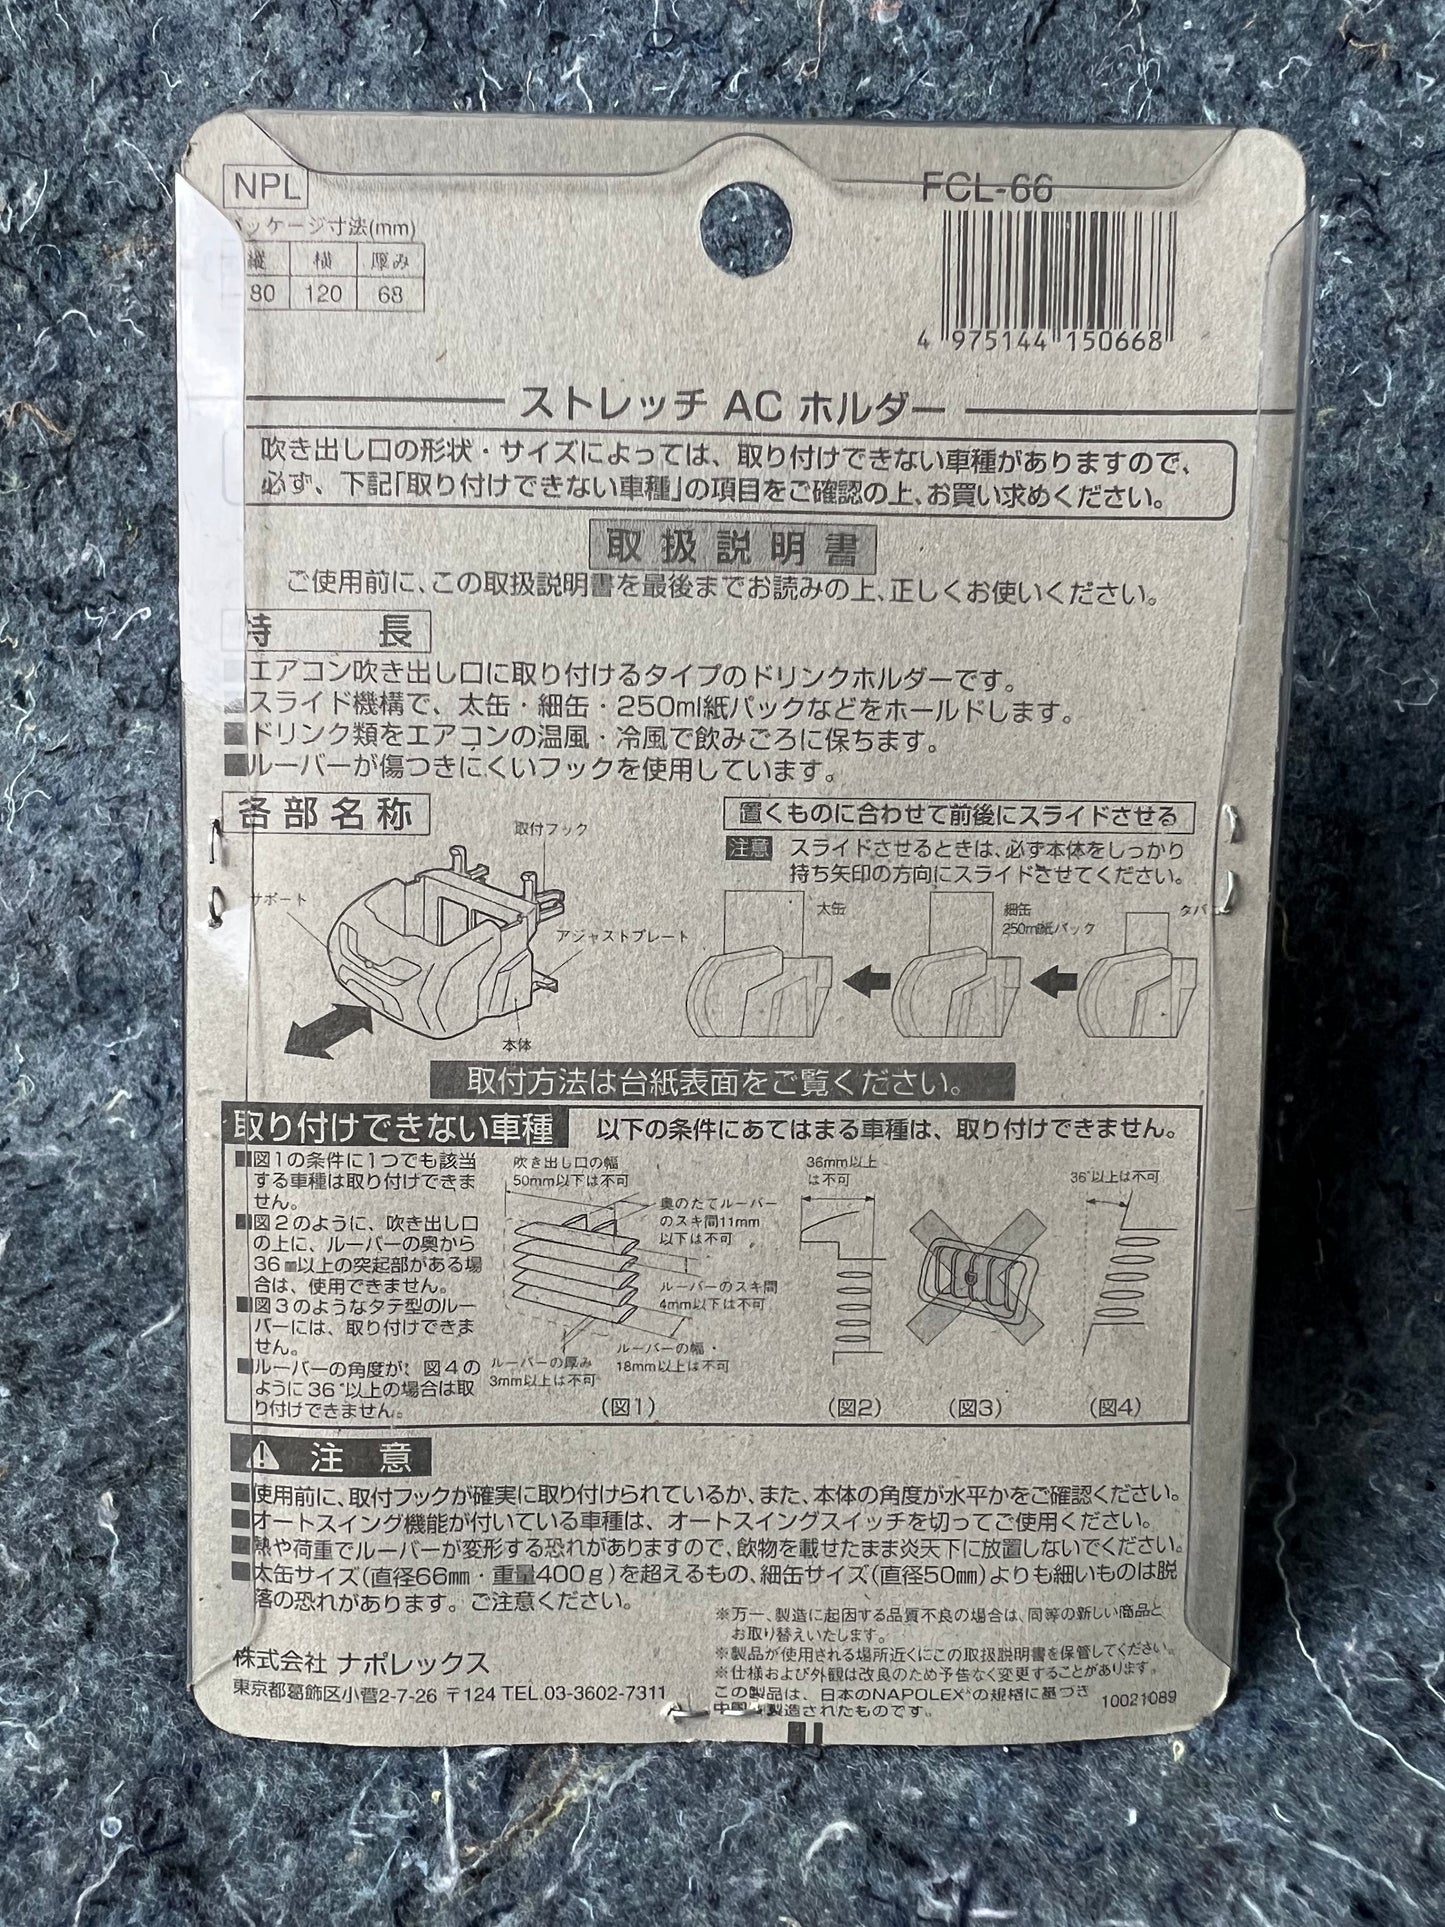 NPL
FCL-66
ッケージ寸法(mm)
縦 横 厚み
80 120 68
4 975144 150668
ストレッチ AC ホルダー
吹き出し口の形状・サイズによっては、取り付けできない車種がありますので、
必ず、下記「取り付けできない車種」の項目をご確認の上、お買い求めください。
取扱説明書
ご使用前に、この取扱説明書を最後までお読みの上、正しくお使いください。
特長
■エアコン吹き出し口に取り付けるタイプのドリンクホルダーです。
■スライド機構で、太缶・細缶・250ml紙パックなどをホールドします。
■ドリンク類をエアコンの温風・冷風で飲みごろに保ちます。
■ルーバーが傷つきにくいフックを使用しています。
各部名称
取付フック
サポート
アジャストプレート
本体
置くものに合わせて前後にスライドさせる
注意 スライドさせるときは、必ず本体をしっかり
持ち矢印の方向にスライドさせてください。
太缶
細缶
250ml紙パック
タバ
取付方法は台紙表面をご覧ください。
取り付けできない車種 以下の条件にあてはまる車種は、取り付けできません。
■図1の条件に1つでも該当
する車種は取り付けできま
せん。
■図2のように、吹き出し口
の上に、ルーバーの奥から
36㎜以上の突起部がある場
合は、使用できません。
■図3のようなタテ型のルー
バーには、取り付けできま
せん。
■ルーバーの角度が、図4の
ように36°以上の場合は取
り付けできません。
吹き出し口の幅
50mm以下は不可
奥のたてルーバー
のスキ間11mm
以下は不可
ルーバーのスキ間
4mm以下は不可
ルーバーの幅
18mm以上は不可
ルーバーの厚み
3mm以上は不可
(図1)
36mm以上
は不可
(図2)
(図3)
36°以上は不可
(図4)
⚠ 注意
■使用前に、取付フックが確実に取り付けられているか、また、本体の角度が水平かをご確認ください。
■オートスイング機能が付いている車種は、オートスイングスイッチを切ってご使用ください。
■熱や荷重でルーバーが変形する恐れがありますので、飲物を載せたまま炎天下に放置しないでください。
■太缶サイズ(直径66㎜・重量400g)を超えるもの、細缶サイズ(直径50㎜)よりも細いものは脱
落の恐れがあります。ご注意ください。
※万一、製造に起因する品質不良の場合は、同等の新しい商品と
お取り替えいたします。
※製品が使用される場所近くにこの取扱説明書を保管してください。
※仕様および外観は改良のため予告なく変更することがあります。
この製品は、日本のNAPOLEX®の規格に基づき
中国で製造されたものです。
10021089
株式会社 ナポレックス
東京都葛飾区小菅2-7-26 〒124 TEL.03-3602-7311